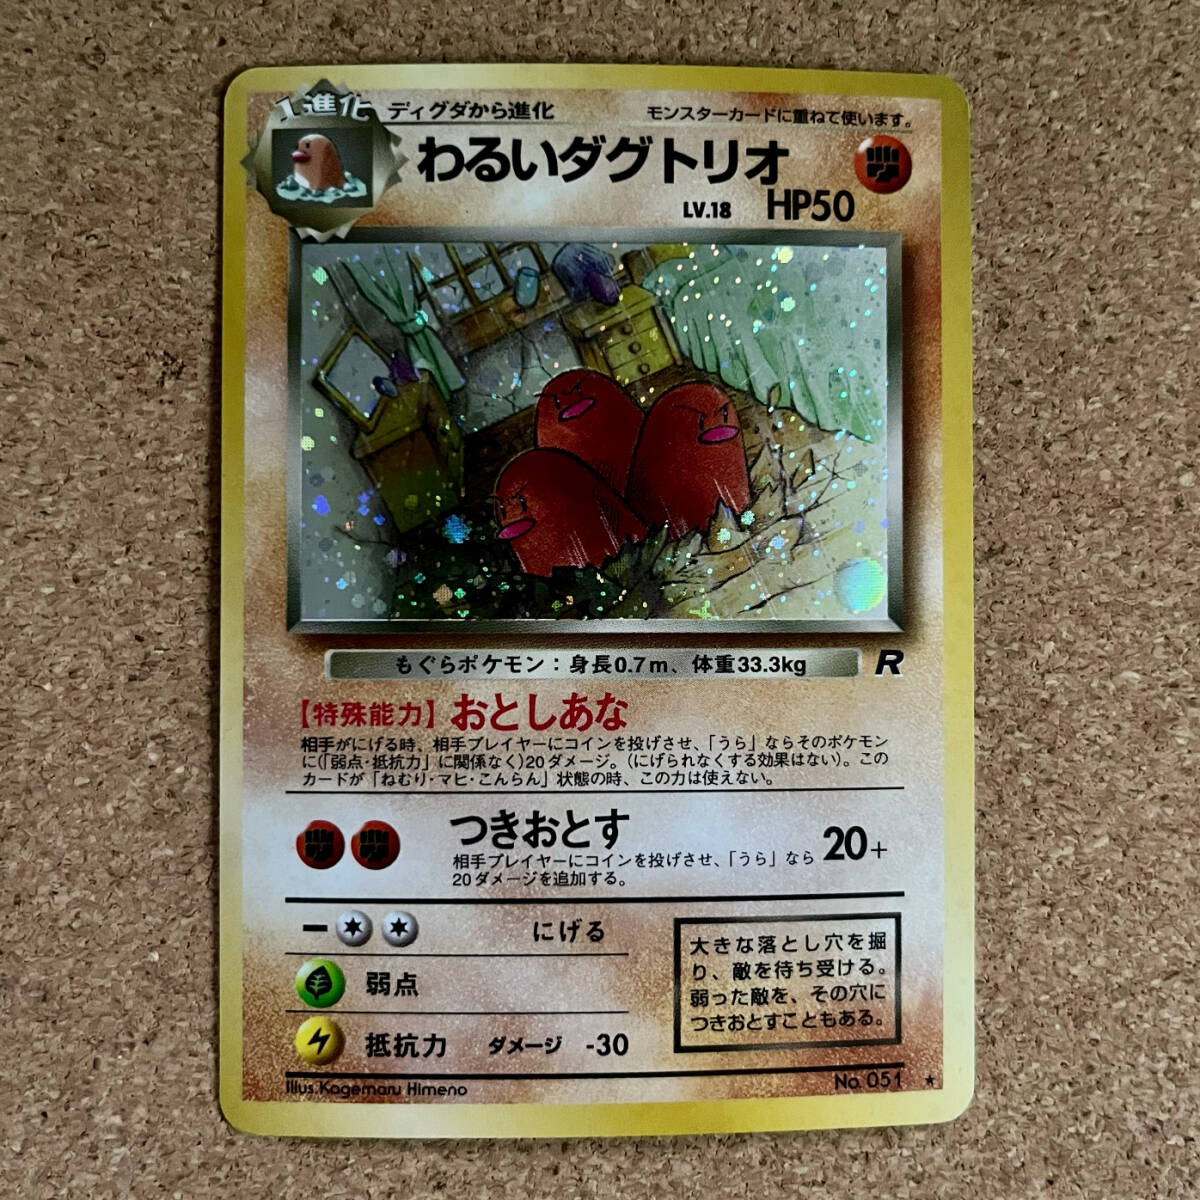 1進化
ディグダから進化
モンスターカードに重ねて使います。
わるいダグトリオ
LV.18 HP50
もぐらポケモン：身長0.7m、体重33.3kg
R
【特殊能力】おとしあな
相手がにげる時、相手プレイヤーにコインを投げさせ、「うら」ならそのポケモン
に(「弱点・抵抗力」に関係なく)20ダメージ。(にげられなくする効果はない)。この
カードが「ねむり・マヒ・こんらん」状態の時、この力は使えない。
つきおとす
20+
相手プレイヤーにコインを投げさせ、「うら」なら
20ダメージを追加する。
にげる
弱点
抵抗力 ダメージ -30
大きな落とし穴を掘
り、敵を待ち受ける。
弱った敵を、その穴に
つきおとすこともある。
Illus.Kagemaru Himeno
No.051 ★